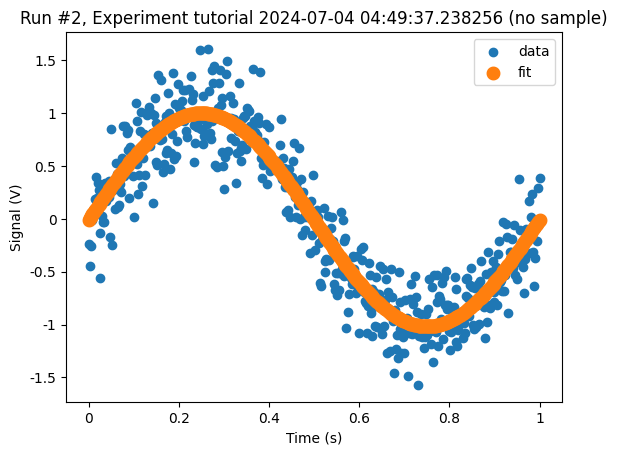 Run #2, Experiment tutorial 2024-07-04 04:49:37.238256 (no sample)
data
fit
1.5
1
0.5
0
-0.5
-1
-1.5
Signal (V)
0
0.2
0.4
0.6
0.8
1
Time (s)